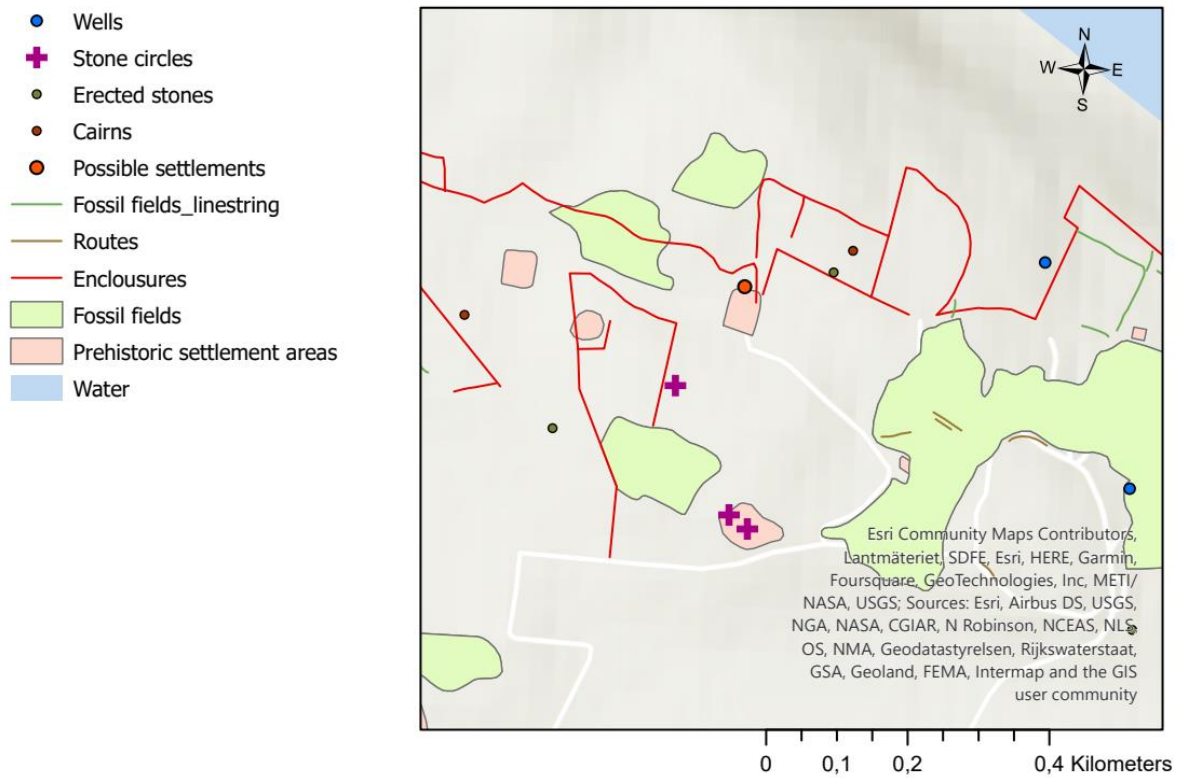 Wells
Stone circles
Erected stones
Cairns
Possible settlements
Fossil fields_linestring
Routes
Enclousures
Fossil fields
Prehistoric settlement areas
Water
N
W E
S
Esri Community Maps Contributors,
Lantmäteriet, SDFE, Esri, HERE, Garmin,
Foursquare, GeoTechnologies, Inc, METI/
NASA, USGS; Sources: Esri, Airbus DS, USGS,
NGA, NASA, CGIAR, N Robinson, NCEAS, NLS,
OS, NMA, Geodatastyrelsen, Rijkswaterstaat,
GSA, Geoland, FEMA, Intermap and the GIS
user community
0 0,1 0,2 0,4 Kilometers